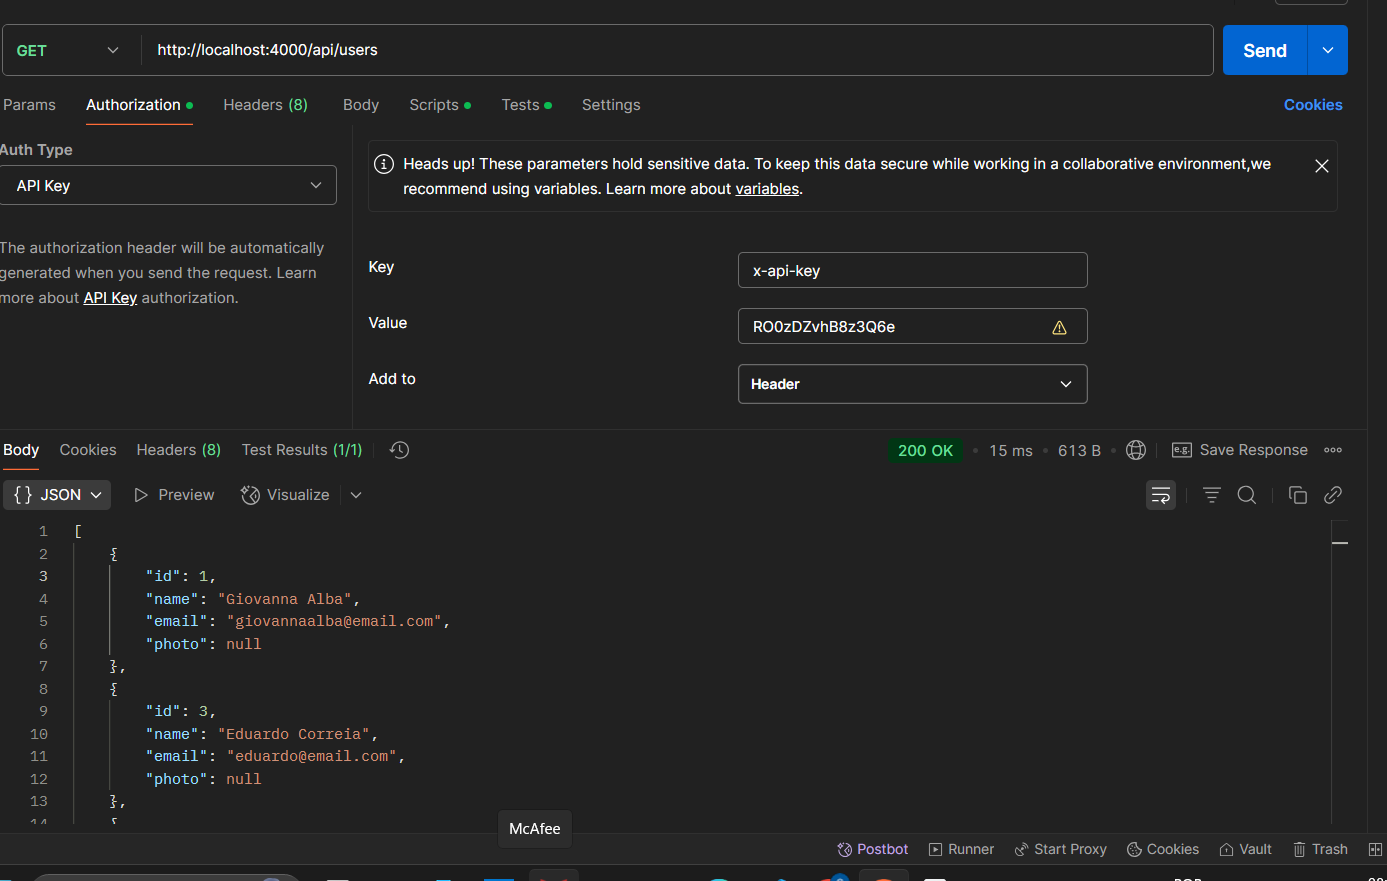 GET http://localhost:4000/api/users Send
Params Authorization Headers (8) Body Scripts Tests Settings Cookies
Auth Type
API Key
The authorization header will be automatically
generated when you send the request. Learn
more about API Key authorization.
Heads up! These parameters hold sensitive data. To keep this data secure while working in a collaborative environment,we
recommend using variables. Learn more about variables.
Key x-api-key
Value RO0zDZvhB8z3Q6e
Add to Header
Body Cookies Headers (8) Test Results (1/1) 200 OK 15 ms 613 B e.g. Save Response
{} JSON Preview Visualize
1 [
2 {
3 "id": 1,
4 "name": "Giovanna Alba",
5 "email": "giovannaalba@email.com",
6 "photo": null
7 },
8 {
9 "id": 3,
10 "name": "Eduardo Correia",
11 "email": "eduardo@email.com",
12 "photo": null
13 },
14 {
McAfee
Postbot Runner Start Proxy Cookies Vault Trash